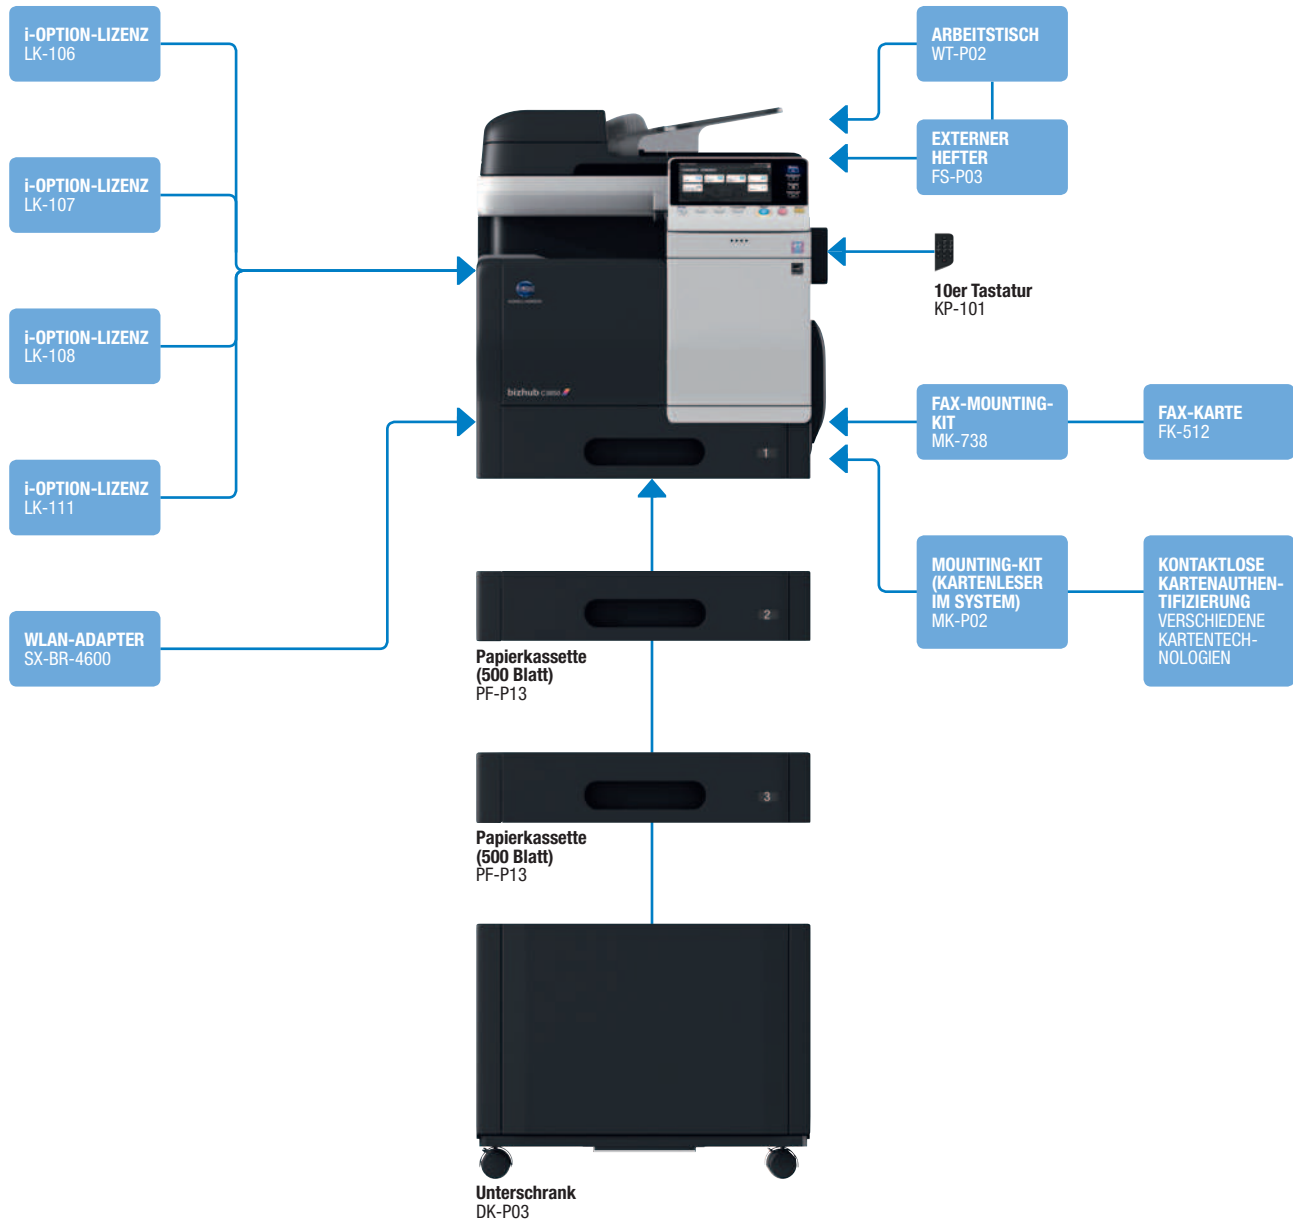 i-OPTION-LIZENZ
LK-106
i-OPTION-LIZENZ
LK-107
i-OPTION-LIZENZ
LK-108
i-OPTION-LIZENZ
LK-111
WLAN-ADAPTER
SX-BR-4600
ARBEITSTISCH
WT-P02
EXTERNER
HEFTER
FS-P03
10er Tastatur
KP-101
FAX-MOUNTING-
KIT
MK-738
FAX-KARTE
FK-512
MOUNTING-KIT
(KARTENLESER
IM SYSTEM)
MK-P02
KONTAKTLOSE
KARTENAUTHEN-
TIFIZIERUNG
VERSCHIEDENE
KARTENTECH-
NOLOGIEN
KONICA MINOLTA
bizhub
1
2
Papierkassette
(500 Blatt)
PF-P13
3
Papierkassette
(500 Blatt)
PF-P13
Unterschrank
DK-P03